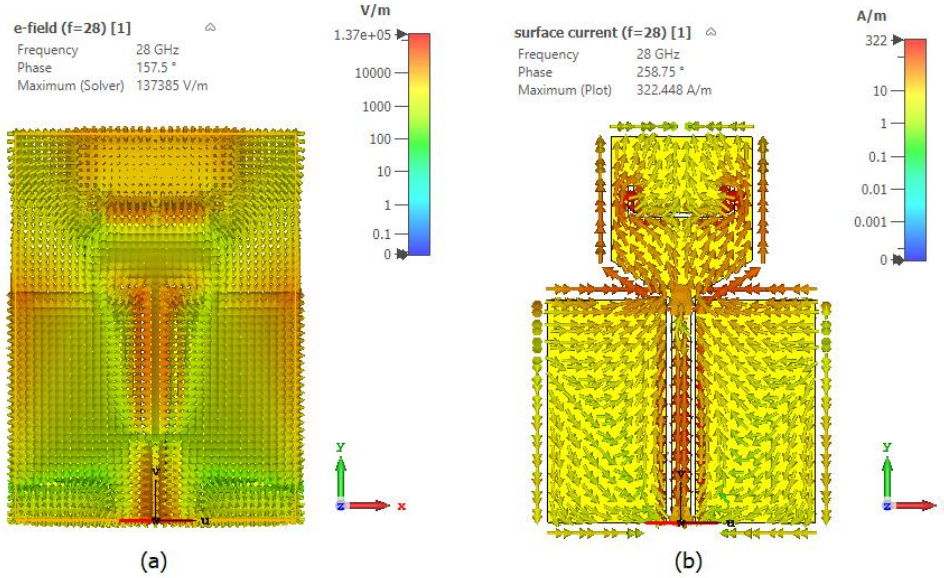 e-field (f=28) [1]
Frequency 28 GHz
Phase 157.5 °
Maximum (Solver) 137385 V/m
V/m
1.37e+05
10000
1000
100
10
1
0.1
0
v
u
y
z
x
(a)
surface current (f=28) [1]
Frequency 28 GHz
Phase 258.75 °
Maximum (Plot) 322.448 A/m
A/m
322
10
1
0.1
0.01
0.001
0
v
u
y
z
(b)